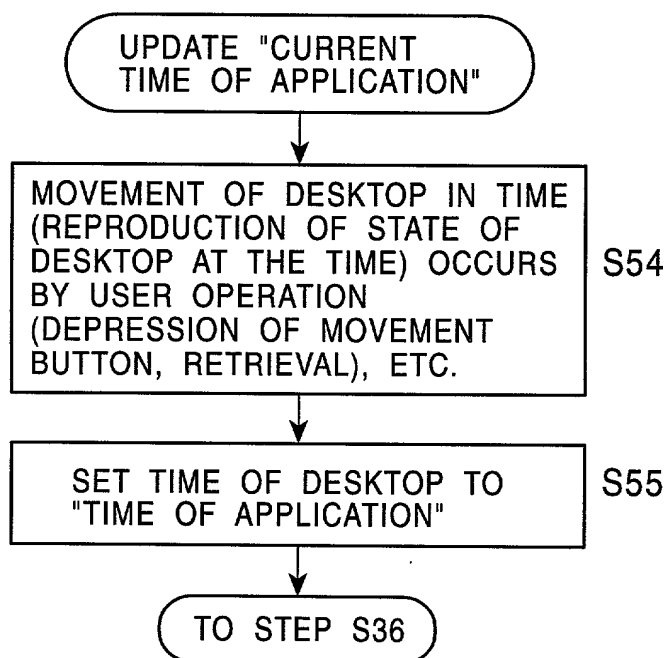 UPDATE "CURRENT
TIME OF APPLICATION"
MOVEMENT OF DESKTOP IN TIME
(REPRODUCTION OF STATE OF
DESKTOP AT THE TIME) OCCURS
BY USER OPERATION
(DEPRESSION OF MOVEMENT
BUTTON, RETRIEVAL), ETC.
S54
SET TIME OF DESKTOP TO
"TIME OF APPLICATION"
S55
TO STEP S36